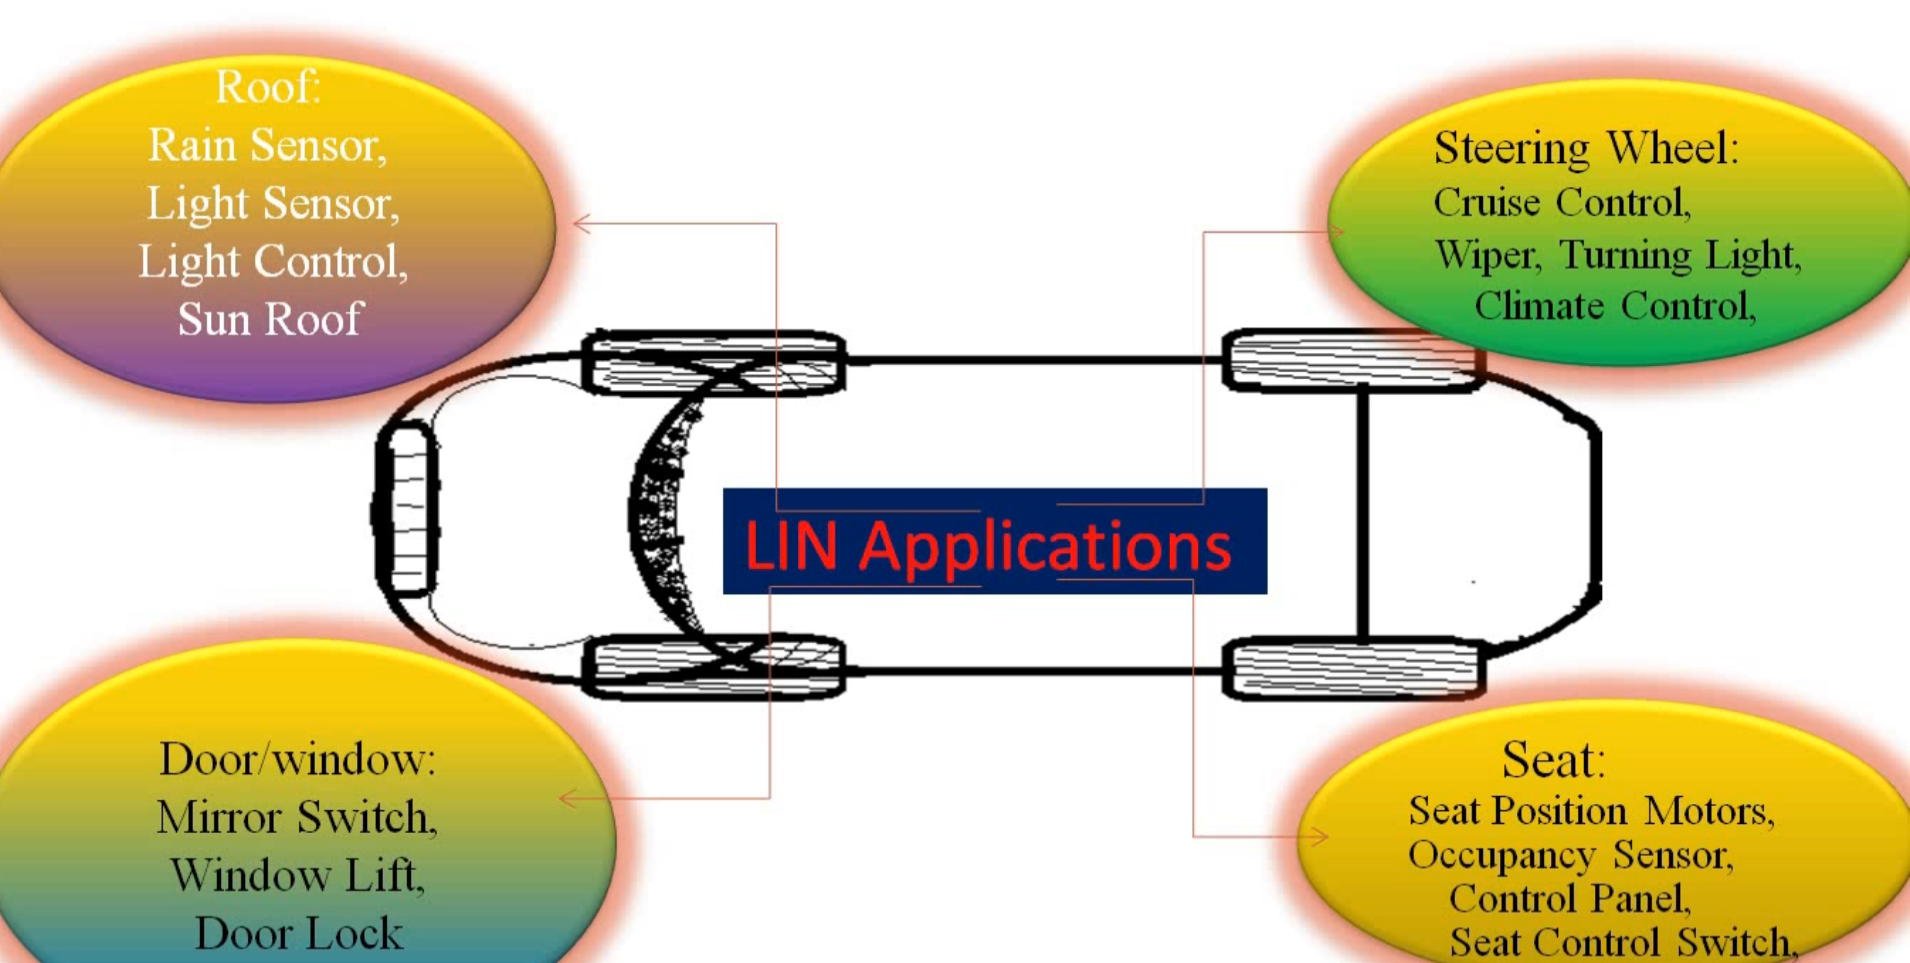 Roof:
Rain Sensor,
Light Sensor,
Light Control,
Sun Roof
Steering Wheel:
Cruise Control,
Wiper, Turning Light,
Climate Control,
LIN Applications
Door/window:
Mirror Switch,
Window Lift,
Door Lock
Seat:
Seat Position Motors,
Occupancy Sensor,
Control Panel,
Seat Control Switch,